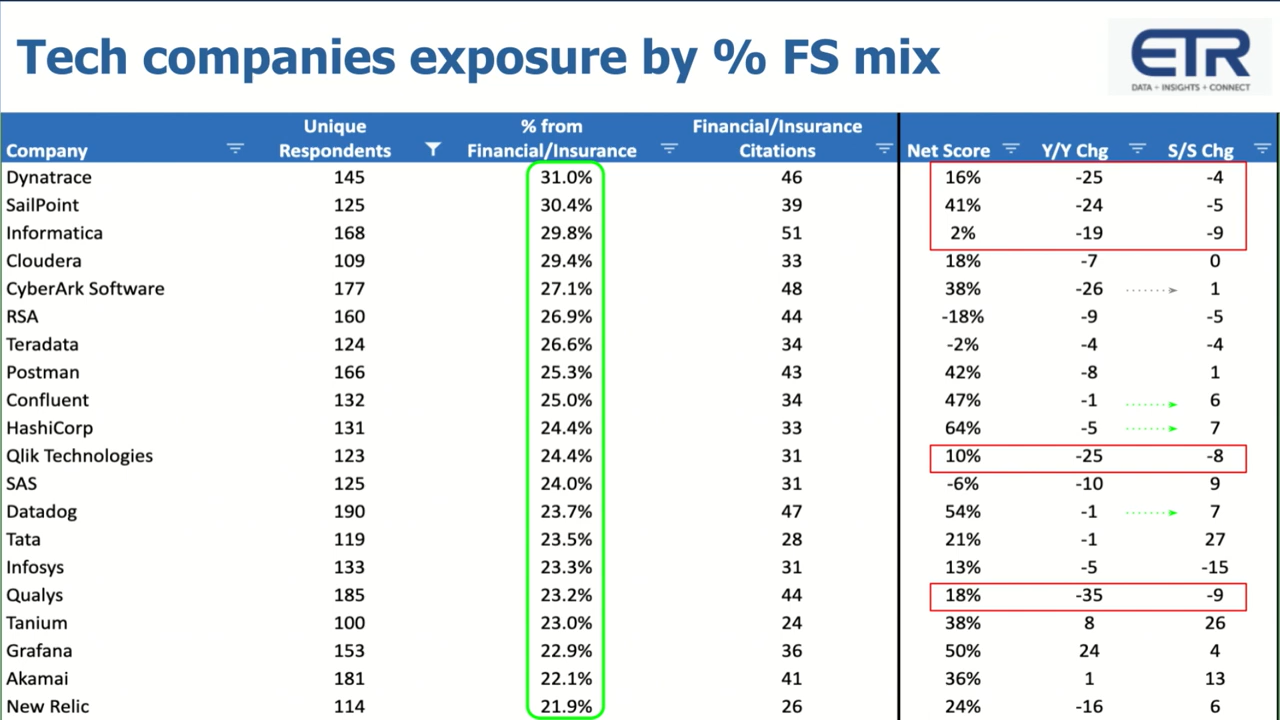 Tech companies exposure by % FS mix
ETR
DATA + INSIGHTS + CONNECT
Company Unique Respondents % from Financial/Insurance Financial/Insurance Citations Net Score Y/Y Chg S/S Chg
Dynatrace 145 31.0% 46 16% -25 -4
SailPoint 125 30.4% 39 41% -24 -5
Informatica 168 29.8% 51 2% -19 -9
Cloudera 109 29.4% 33 18% -7 0
CyberArk Software 177 27.1% 48 38% -26 1
RSA 160 26.9% 44 -18% -9 -5
Teradata 124 26.6% 34 -2% -4 -4
Postman 166 25.3% 43 42% -8 1
Confluent 132 25.0% 34 47% -1 6
HashiCorp 131 24.4% 33 64% -5 7
Qlik Technologies 123 24.4% 31 10% -25 -8
SAS 125 24.0% 31 -6% -10 9
Datadog 190 23.7% 47 54% -1 7
Tata 119 23.5% 28 21% -1 27
Infosys 133 23.3% 31 13% -5 -15
Qualys 185 23.2% 44 18% -35 -9
Tanium 100 23.0% 24 38% 8 26
Grafana 153 22.9% 36 50% 24 4
Akamai 181 22.1% 41 36% 1 13
New Relic 114 21.9% 26 24% -16 6